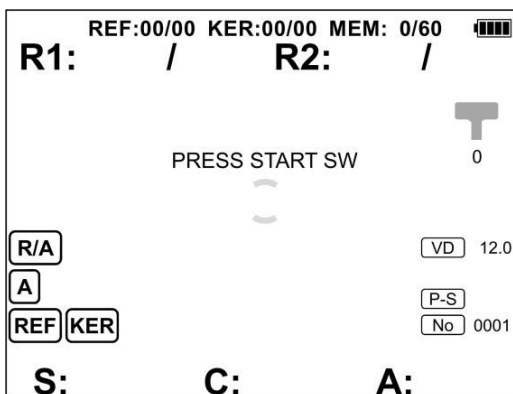 REF:00/00 KER:00/00 MEM: 0/60
R1: / R2: /
PRESS START SW
0
R/A
VD 12.0
A
P-S
REF KER
No 0001
S: C: A: